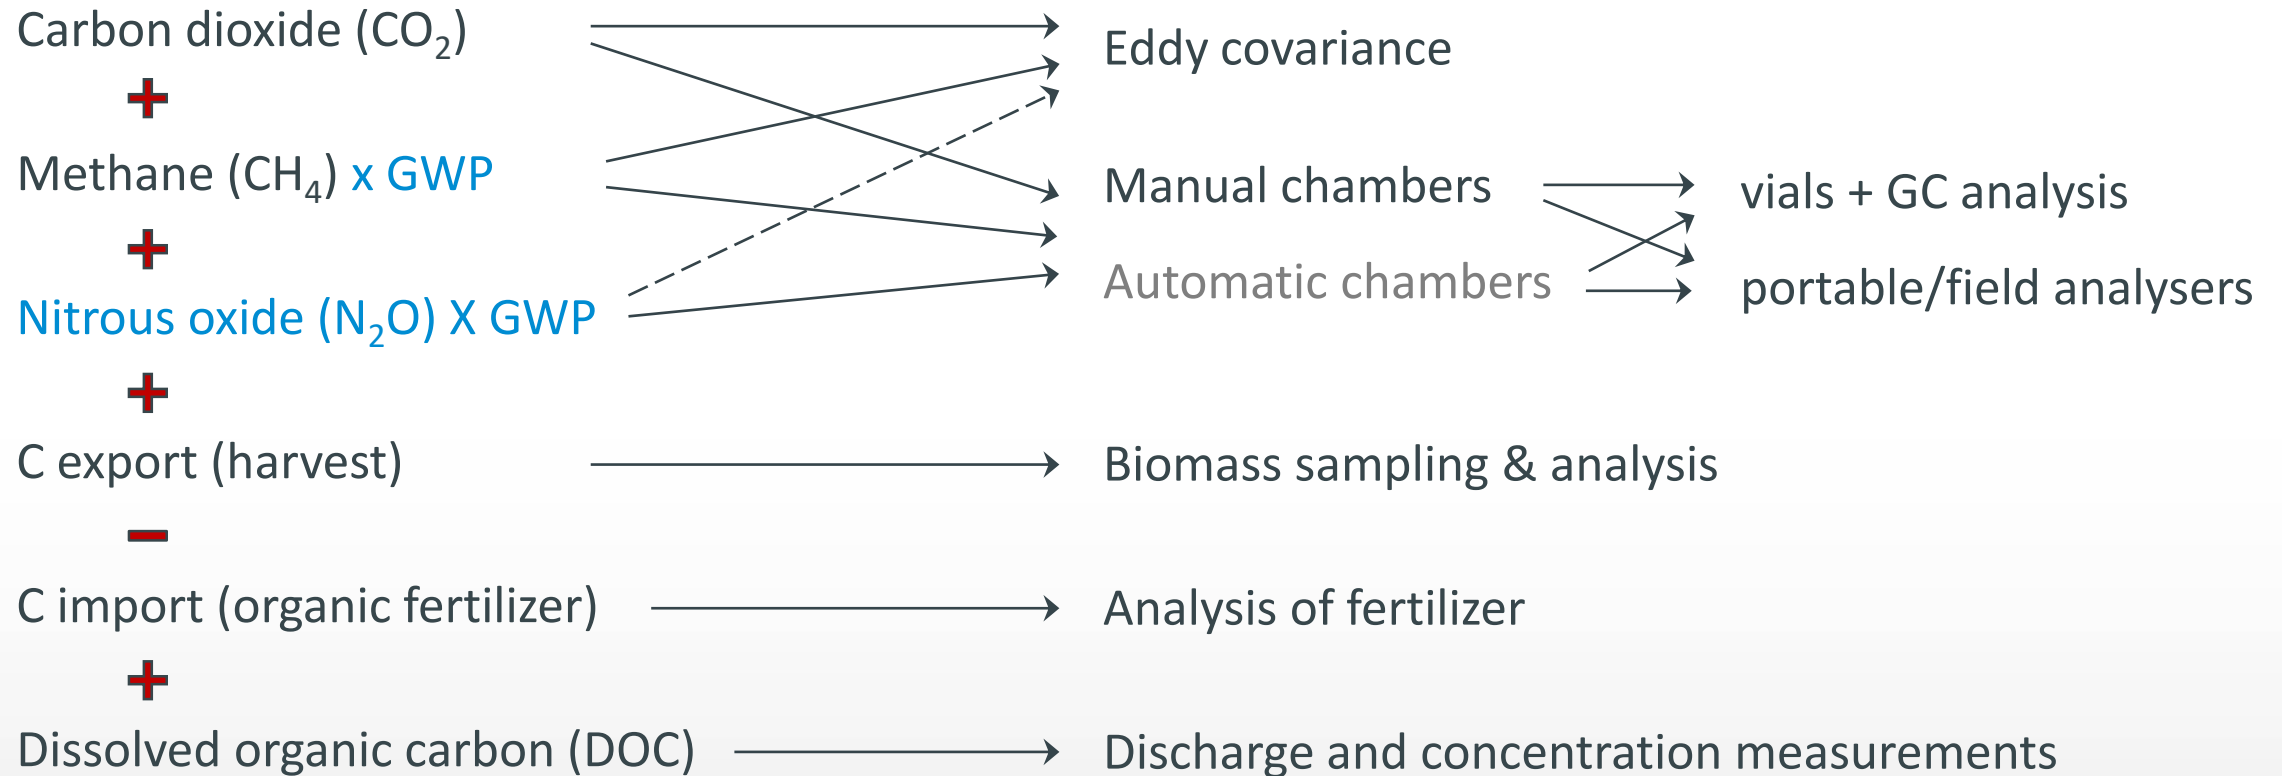 Carbon dioxide (CO₂)
+
Methane (CH₄) x GWP
+
Nitrous oxide (N₂O) X GWP
+
C export (harvest)
−
C import (organic fertilizer)
+
Dissolved organic carbon (DOC)
Eddy covariance
Manual chambers
Automatic chambers
Biomass sampling & analysis
Analysis of fertilizer
Discharge and concentration measurements
vials + GC analysis
portable/field analysers